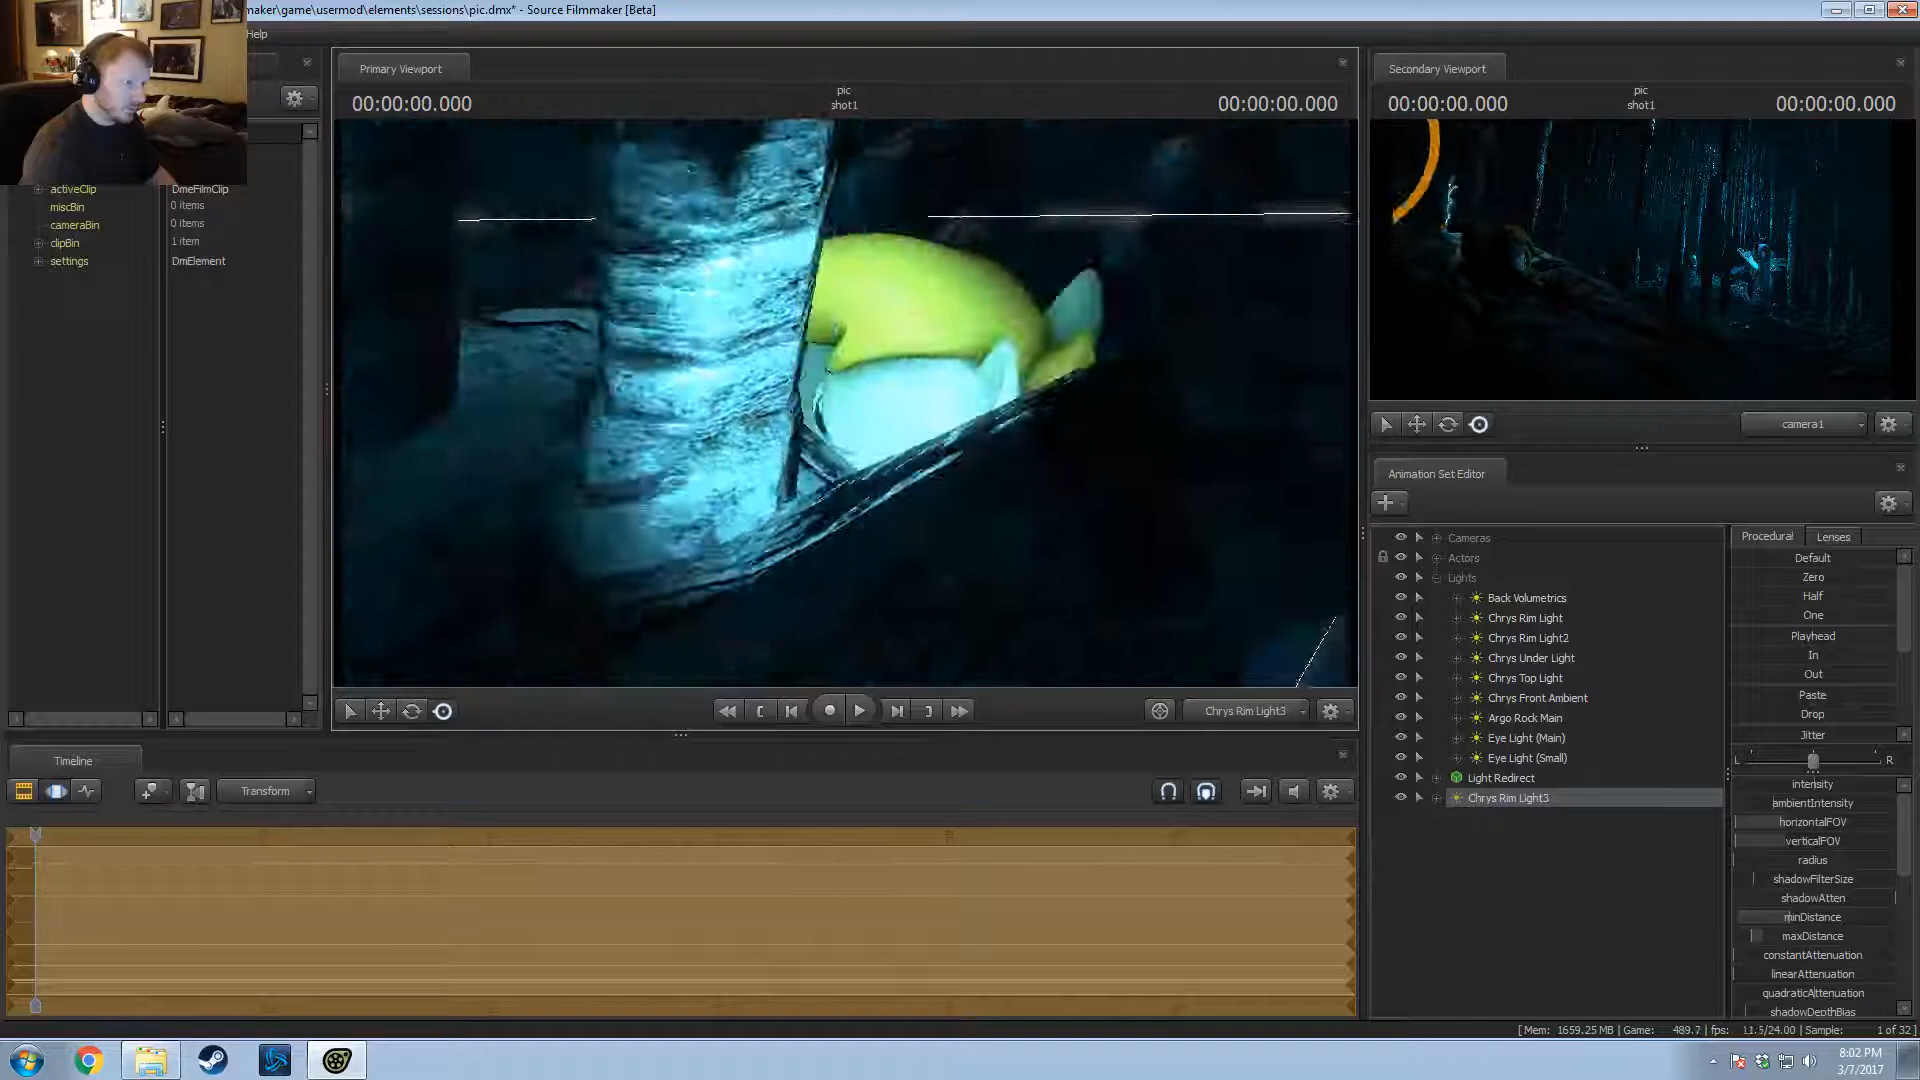 maker\game\usermod\elements\sessions\pic.dmx* - Source Filmmaker [Beta]
Help
Primary Viewport
00:00:00.000
pic
shot1
00:00:00.000
Secondary Viewport
00:00:00.000
pic
shot1
00:00:00.000
activeClip DmeFilmClip
miscBin 0 items
cameraBin 0 items
clipBin 1 item
settings DmElement
camera1
Animation Set Editor
Cameras
Actors
Lights
Back Volumetrics
Chrys Rim Light
Chrys Rim Light2
Chrys Under Light
Chrys Top Light
Chrys Front Ambient
Argo Rock Main
Eye Light (Main)
Eye Light (Small)
Light Redirect
Chrys Rim Light3
Procedural Lenses
Default
Zero
Half
One
Playhead
In
Out
Paste
Drop
Jitter
L R
intensity
ambientIntensity
horizontalFOV
verticalFOV
radius
shadowFilterSize
shadowAtten
minDistance
maxDistance
constantAttenuation
linearAttenuation
quadraticAttenuation
shadowDepthBias
Chrys Rim Light3
Timeline
Transform
[ Mem: 1659.25 MB | Game: 489.7 | fps: 11.5/24.00 | Sample: 1 of 32 ]
8:02 PM
3/7/2017